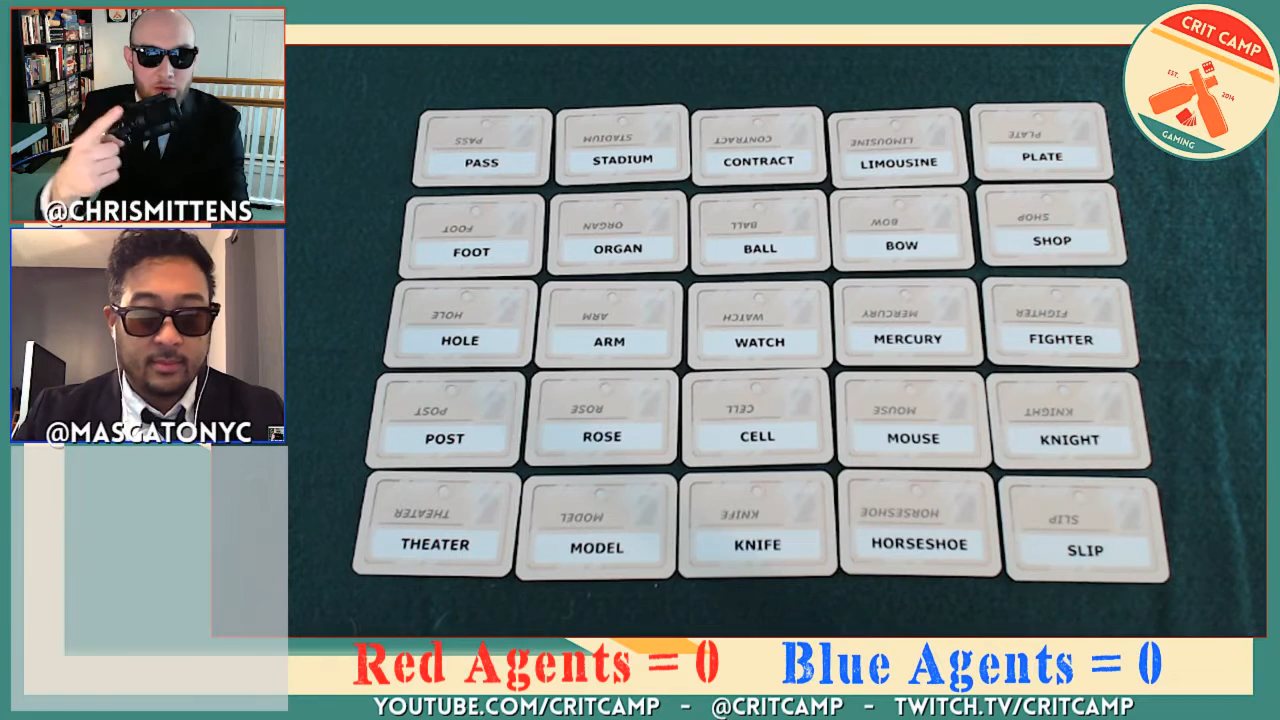 CRIT CAMP
EST.
2014
GAMING
@CHRISMITTENS
@MASGATONYC
PASS
PASS
STADIUM
STADIUM
CONTRACT
CONTRACT
LIMOUSINE
LIMOUSINE
PLATE
PLATE
FOOT
FOOT
ORGAN
ORGAN
BALL
BALL
BOW
BOW
SHOP
SHOP
HOLE
HOLE
ARM
ARM
WATCH
WATCH
MERCURY
MERCURY
FIGHTER
FIGHTER
POST
POST
ROSE
ROSE
CELL
CELL
MOUSE
MOUSE
KNIGHT
KNIGHT
THEATER
THEATER
MODEL
MODEL
KNIFE
KNIFE
HORSESHOE
HORSESHOE
SLIP
SLIP
Red Agents = 0 Blue Agents = 0
YOUTUBE.COM/CRITCAMP - @CRITCAMP - TWITCH.TV/CRITCAMP